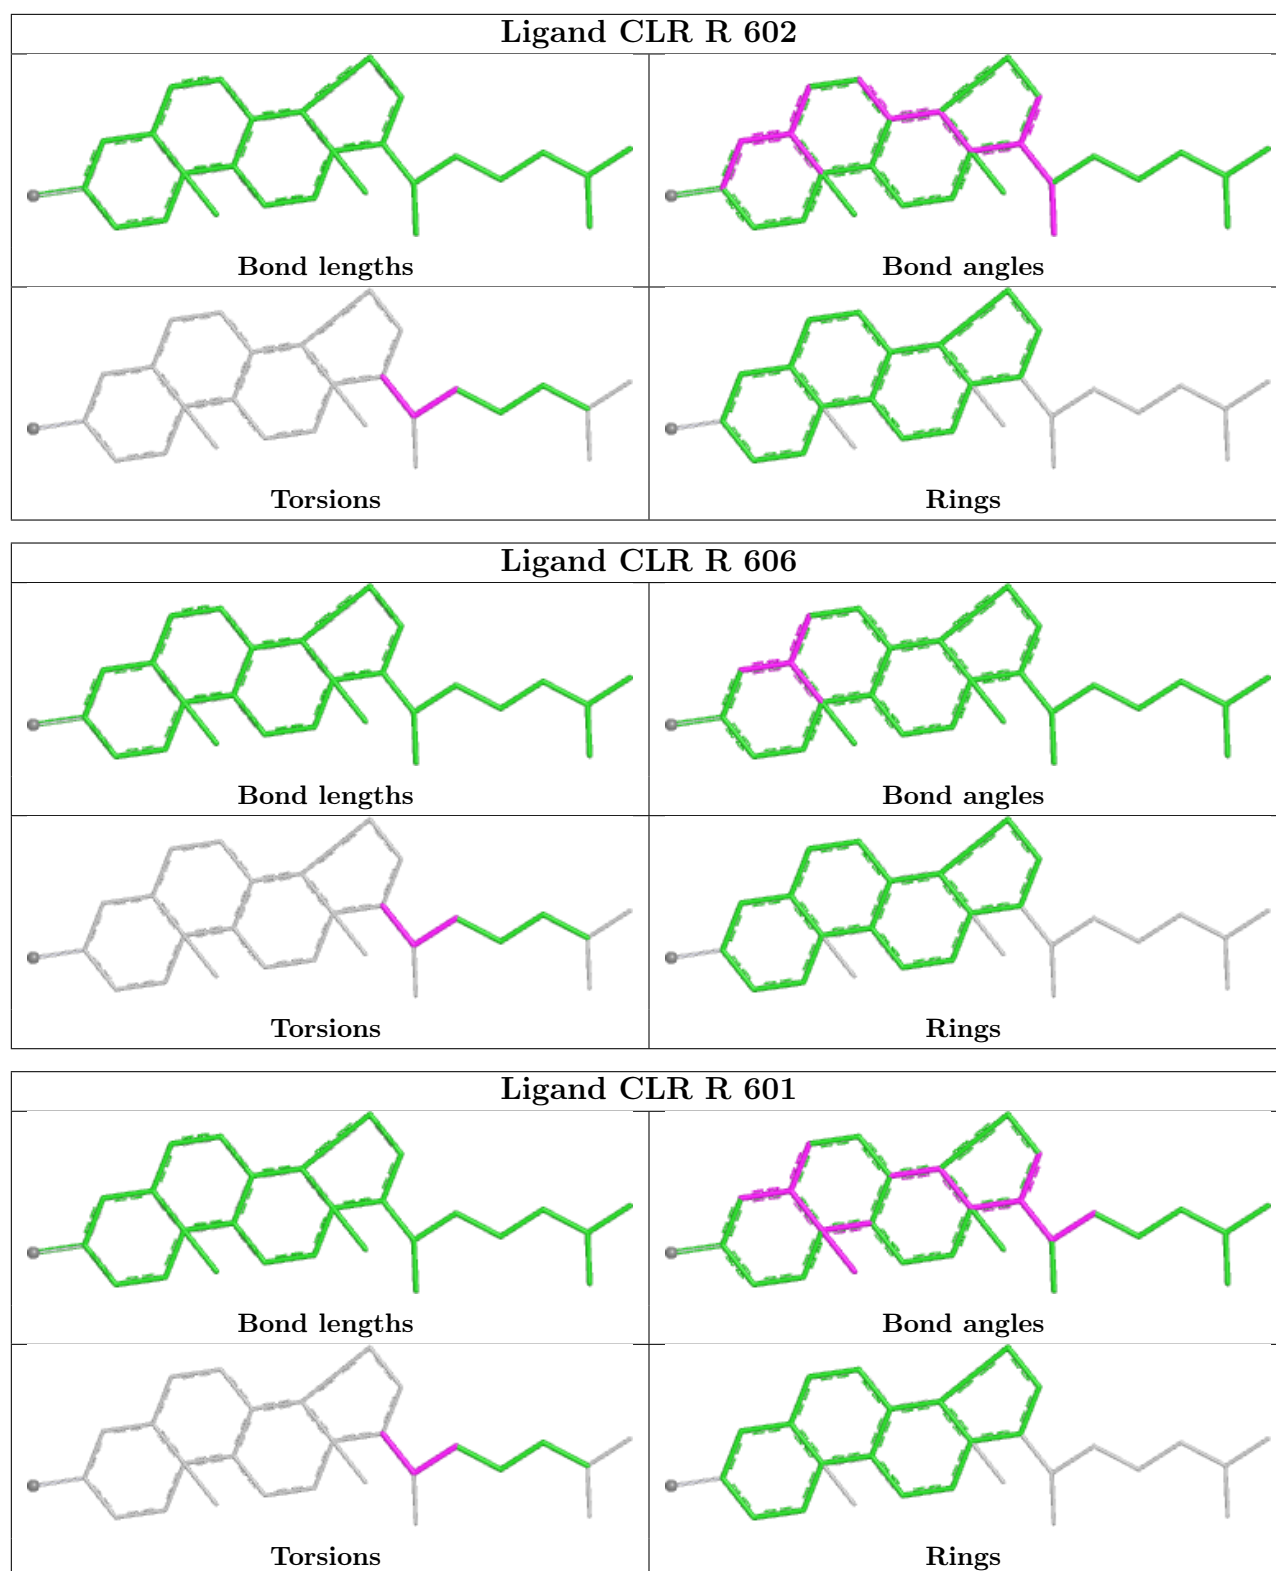 Ligand CLR R 602
Bond lengths
Bond angles
Torsions
Rings
Ligand CLR R 606
Bond lengths
Bond angles
Torsions
Rings
Ligand CLR R 601
Bond lengths
Bond angles
Torsions
Rings